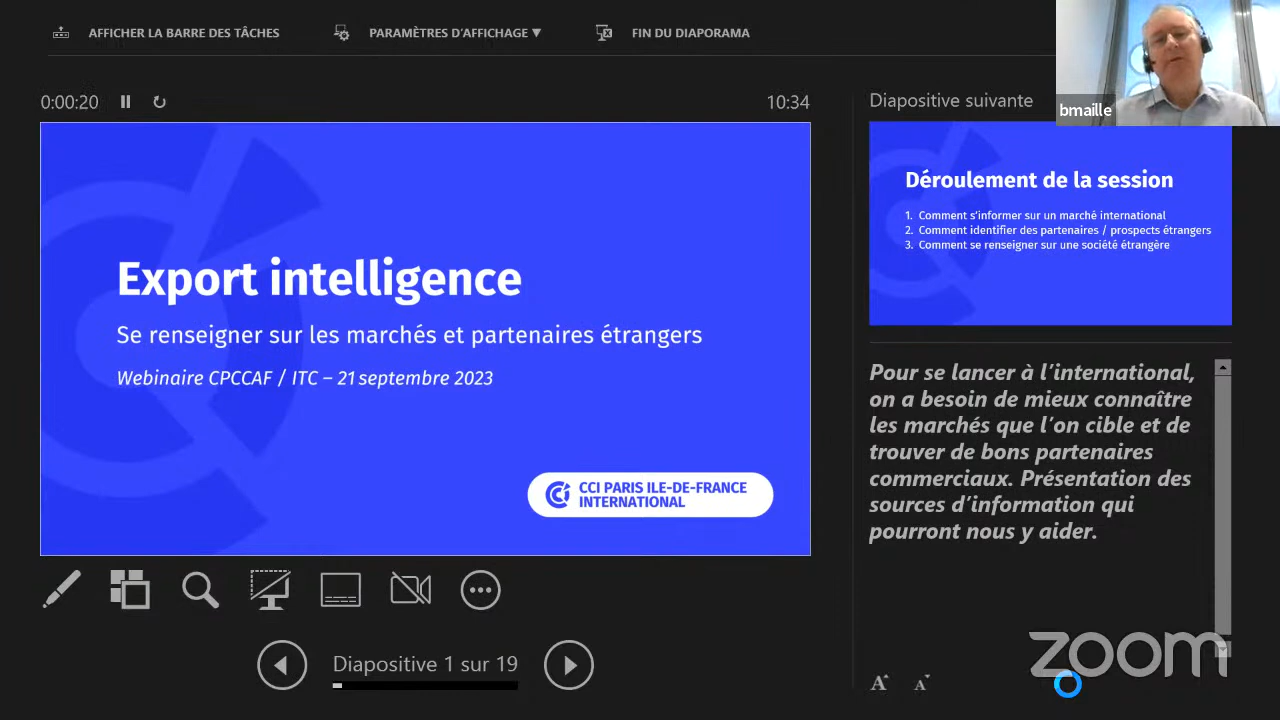 AFFICHER LA BARRE DES TÂCHES
PARAMÈTRES D'AFFICHAGE ▼
FIN DU DIAPORAMA
bmaille
0:00:20
10:34
Export intelligence
Se renseigner sur les marchés et partenaires étrangers
Webinaire CPCCAF / ITC – 21 septembre 2023
CCI PARIS ILE-DE-FRANCE
INTERNATIONAL
Diapositive 1 sur 19
Diapositive suivante
Déroulement de la session
1. Comment s'informer sur un marché international
2. Comment identifier des partenaires / prospects étrangers
3. Comment se renseigner sur une société étrangère
Pour se lancer à l'international,
on a besoin de mieux connaître
les marchés que l'on cible et de
trouver de bons partenaires
commerciaux. Présentation des
sources d'information qui
pourront nous y aider.
A A
zoom